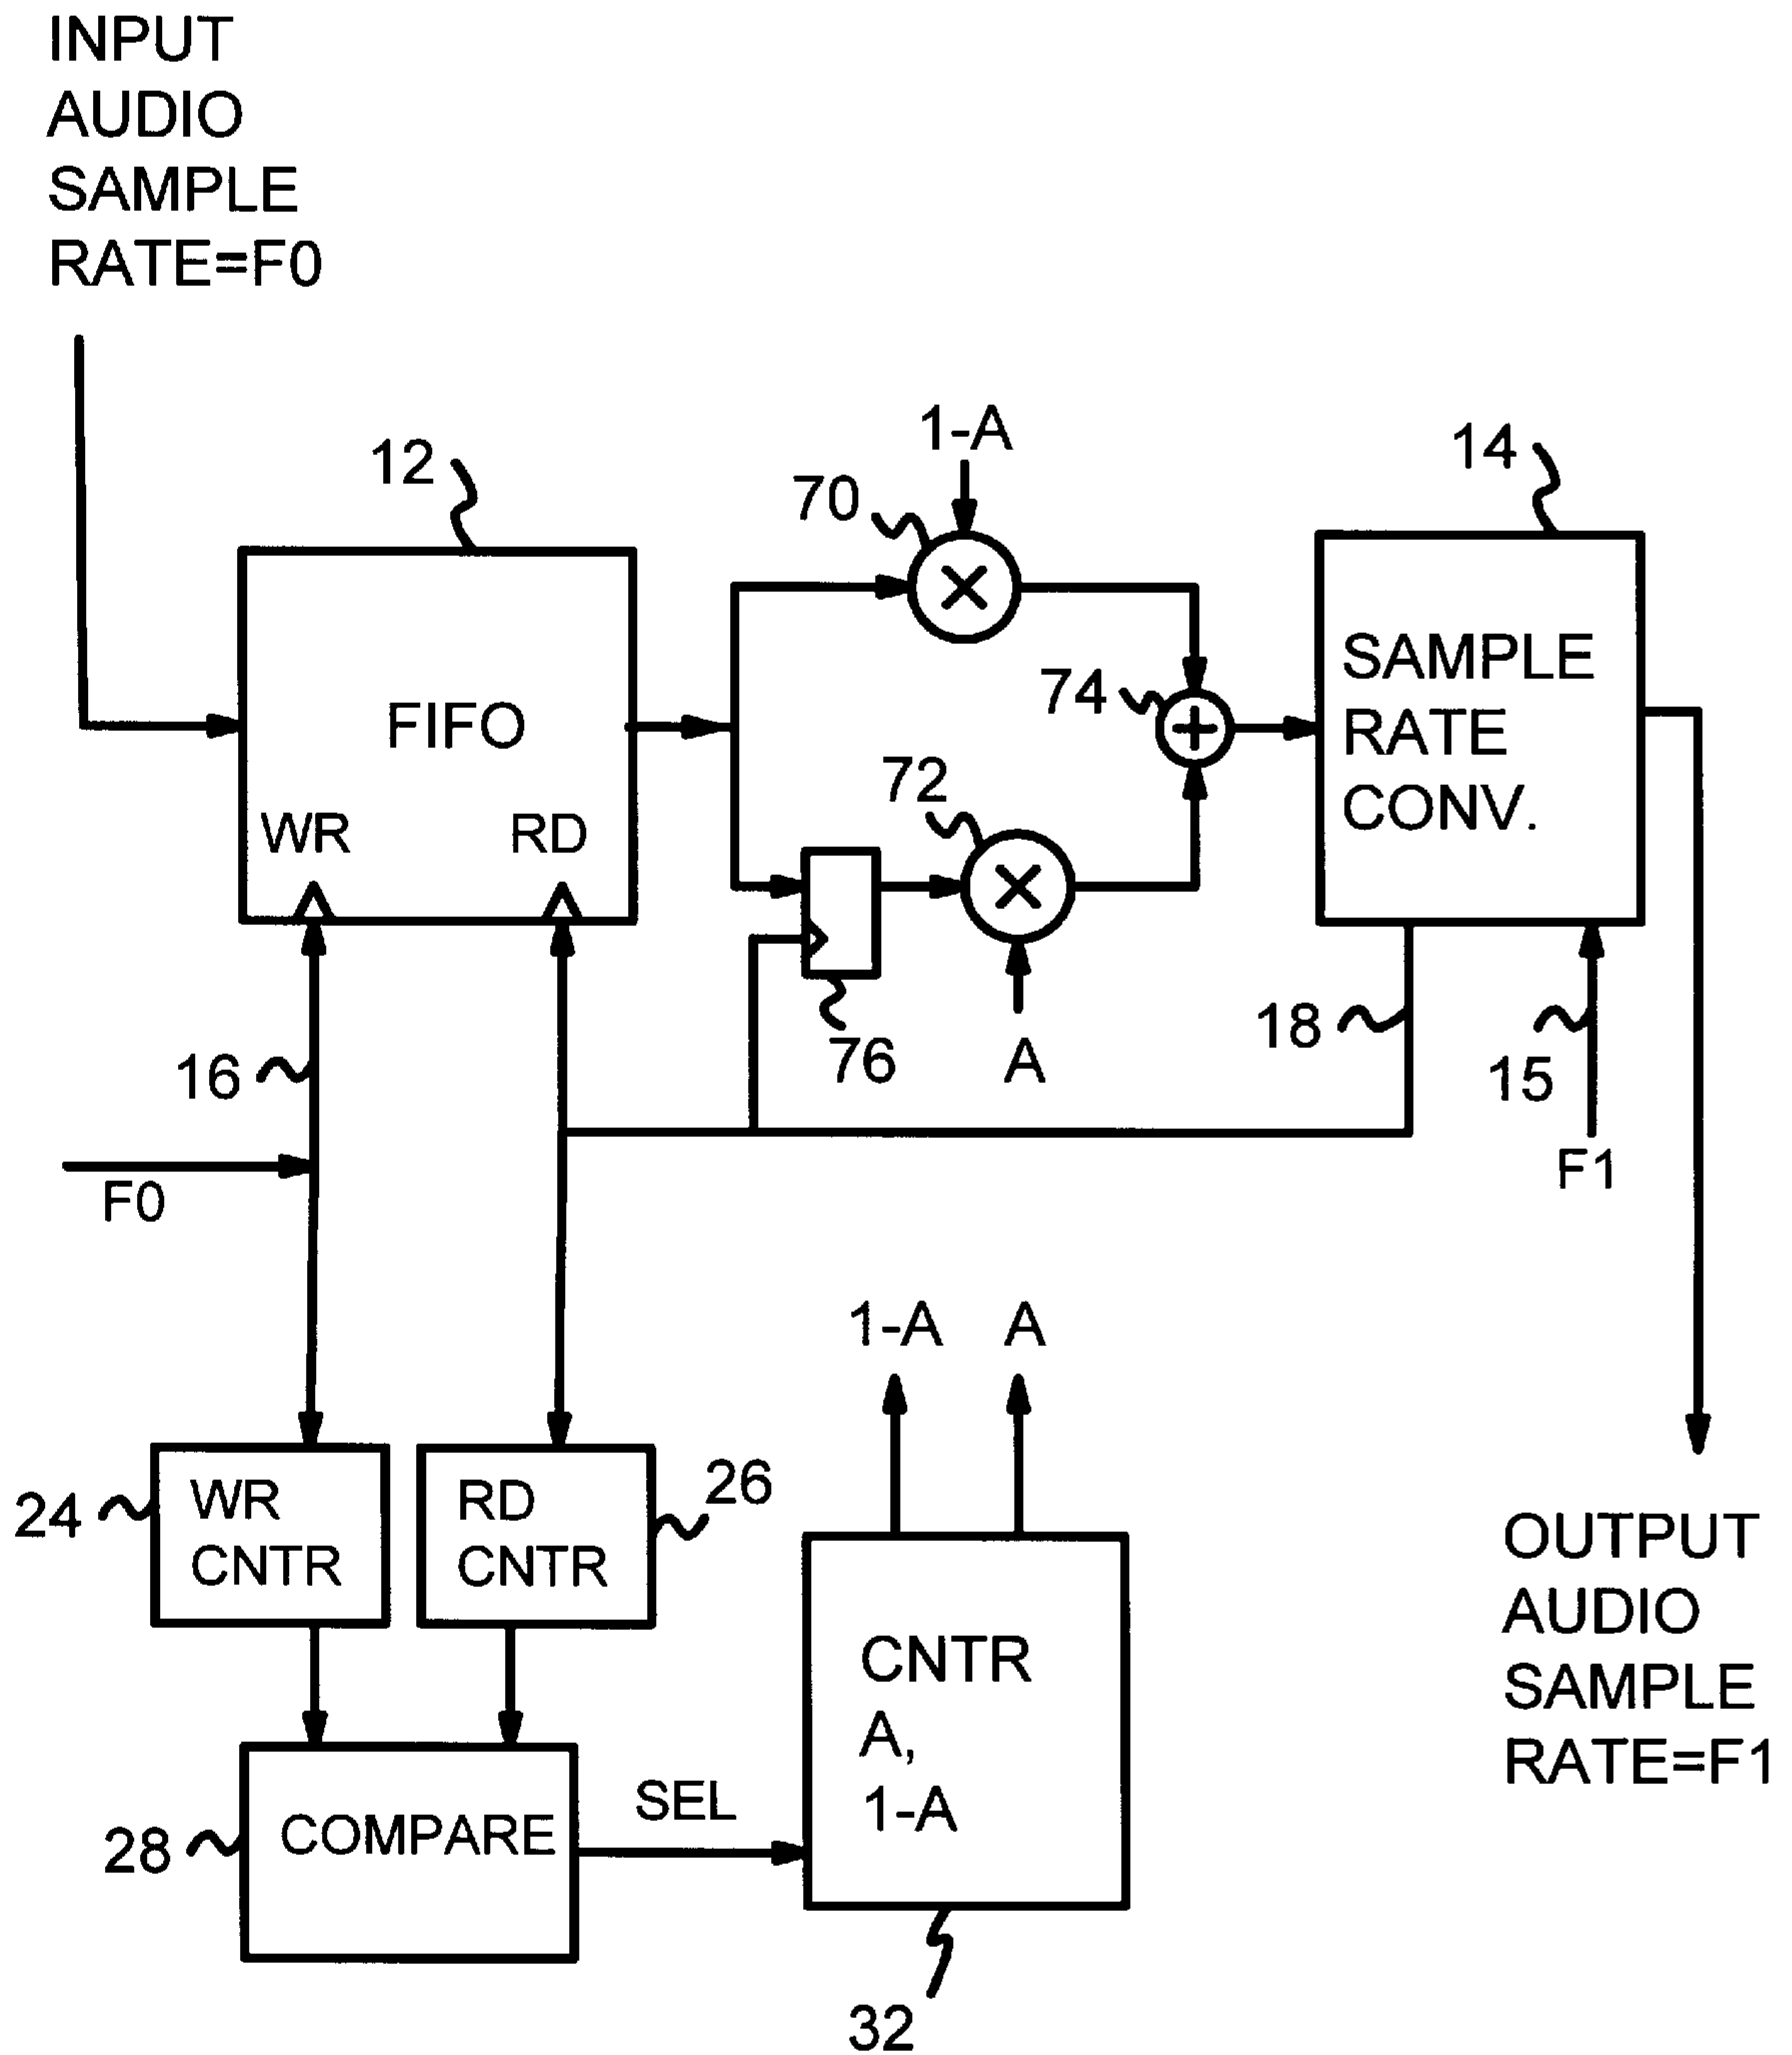 INPUT
AUDIO
SAMPLE
RATE=F0
12
1-A
70
14
FIFO
WR
RD
74
72
SAMPLE
RATE
CONV.
76
A
16
18
15
F0
F1
1-A
A
24
WR
CNTR
RD
CNTR
26
OUTPUT
AUDIO
SAMPLE
RATE=F1
CNTR
A,
1-A
28
COMPARE
SEL
32